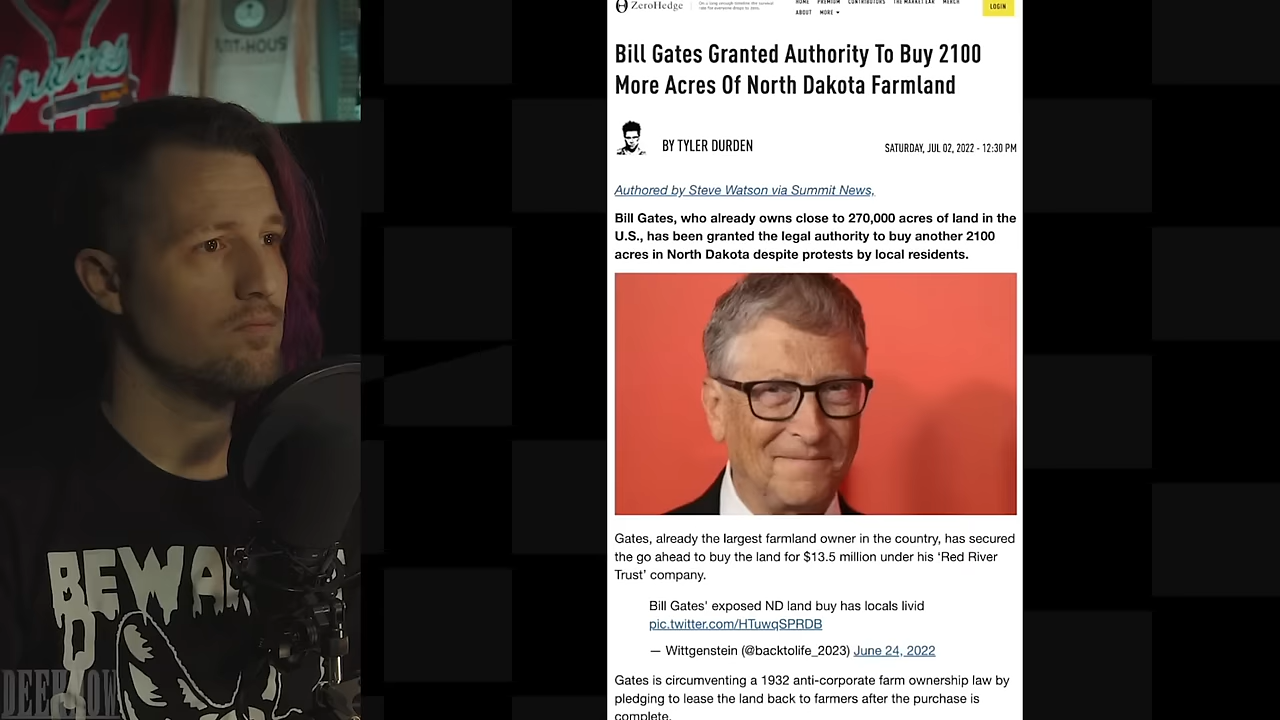 ZeroHedge
HOME PREMIUM CONTRIBUTORS THE MARKET EAR MERCH
ABOUT MORE
LOGIN
Bill Gates Granted Authority To Buy 2100
More Acres Of North Dakota Farmland
BY TYLER DURDEN
SATURDAY, JUL 02, 2022 - 12:30 PM
Authored by Steve Watson via Summit News,
Bill Gates, who already owns close to 270,000 acres of land in the
U.S., has been granted the legal authority to buy another 2100
acres in North Dakota despite protests by local residents.
Gates, already the largest farmland owner in the country, has secured
the go ahead to buy the land for $13.5 million under his ‘Red River
Trust’ company.
Bill Gates' exposed ND land buy has locals livid
pic.twitter.com/HTuwqSPRDB
— Wittgenstein (@backtolife_2023) June 24, 2022
Gates is circumventing a 1932 anti-corporate farm ownership law by
pledging to lease the land back to farmers after the purchase is
complete.